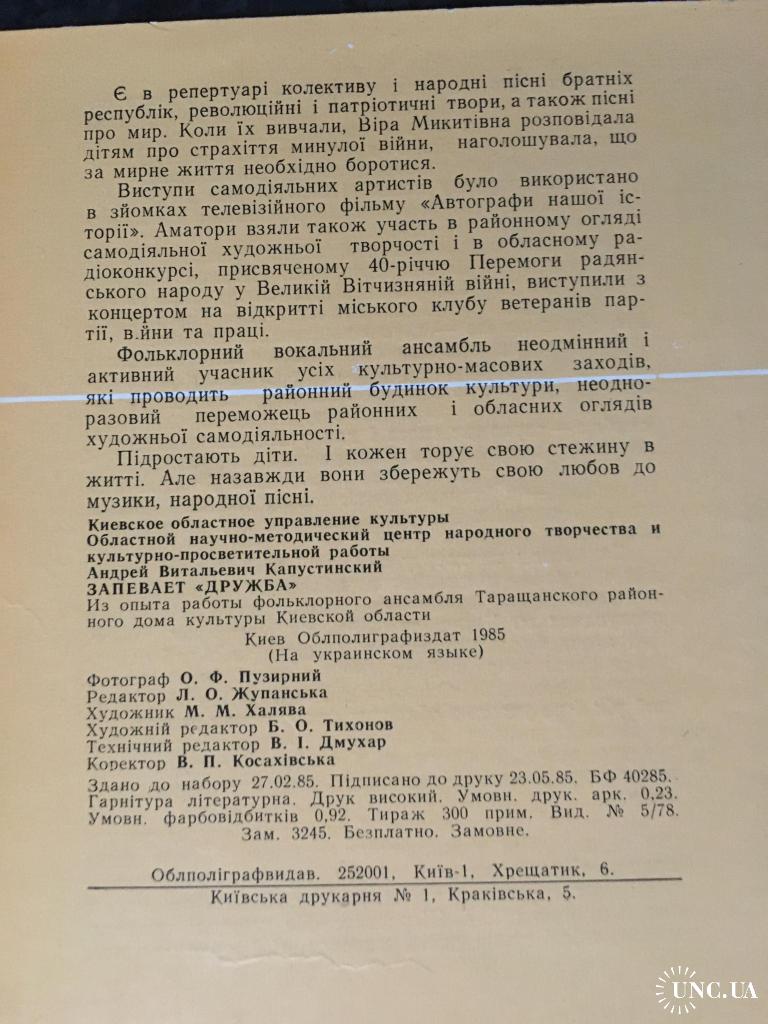 Є в репертуарі колективу і народні пісні братніх
республік, революційні і патріотичні твори, а також пісні
про мир. Коли їх вивчали, Віра Микитівна розповідала
дітям про страхіття минулої війни, наголошувала, що
за мирне життя необхідно боротися.
Виступи самодіяльних артистів було використано
в зйомках телевізійного фільму «Автографи нашої іс-
торії». Аматори взяли також участь в районному огляді
самодіяльної художньої творчості і в обласному ра-
діоконкурсі, присвяченому 40-річчю Перемоги радян-
ського народу у Великій Вітчизняній війні, виступили з
концертом на відкритті міського клубу ветеранів пар-
тії, в.йни та праці.
Фольклорний вокальний ансамбль неодмінний і
активний учасник усіх культурно-масових заходів,
які проводить районний будинок культури, неодно-
разовий переможець районних і обласних оглядів
художньої самодіяльності.
Підростають діти. І кожен торує свою стежину в
житті. Але назавжди вони збережуть свою любов до
музики, народної пісні.
Киевское областное управление культуры
Областной научно-методический центр народного творчества и
культурно-просветительной работы
Андрей Витальевич Капустинский
ЗАПЕВАЕТ «ДРУЖБА»
Из опыта работы фольклорного ансамбля Таращанского район-
ного дома культуры Киевской области
Киев Облполиграфиздат 1985
(На украинском языке)
Фотограф О. Ф. Пузирний
Редактор Л. О. Жупанська
Художник М. М. Халява
Художній редактор Б. О. Тихонов
Технічний редактор В. І. Дмухар
Коректор В. П. Косахівська
Здано до набору 27.02.85. Підписано до друку 23.05.85. БФ 40285.
Гарнітура літературна. Друк високий. Умовн. друк. арк. 0,23.
Умовн. фарбовідбитків 0,92. Тираж 300 прим. Вид. № 5/78.
Зам. 3245. Безплатно. Замовне.
Облполіграфвидав. 252001, Київ-1, Хрещатик, 6.
Київська друкарня № 1, Краківська, 5.
UNC.UA